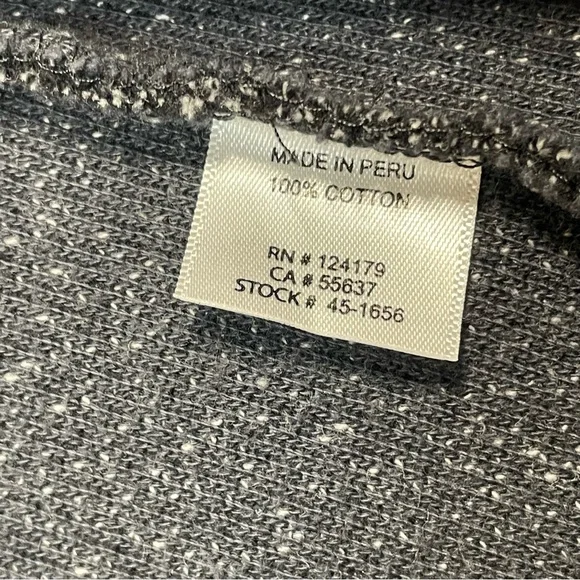 MADE IN PERU
100% COTTON
RN # 124179
CA # 55637
STOCK # 45-1656